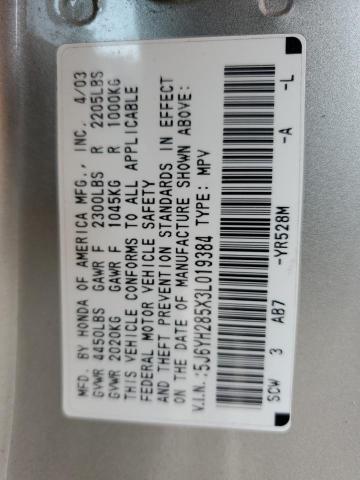 MFD. BY HONDA OF AMERICA MFG., INC. 4/03
GVWR 4450LBS GAWR F 2300LBS R 2205LBS
GVWR 2020KG GAWR F 1045KG R 1000KG
THIS VEHICLE CONFORMS TO ALL APPLICABLE
FEDERAL MOTOR VEHICLE SAFETY
AND THEFT PREVENTION STANDARDS IN EFFECT
ON THE DATE OF MANUFACTURE SHOWN ABOVE:
V.I.N.:5J6YH285X3L019384 TYPE: MPV
SCW 3 AB7 -YR528M -A -L